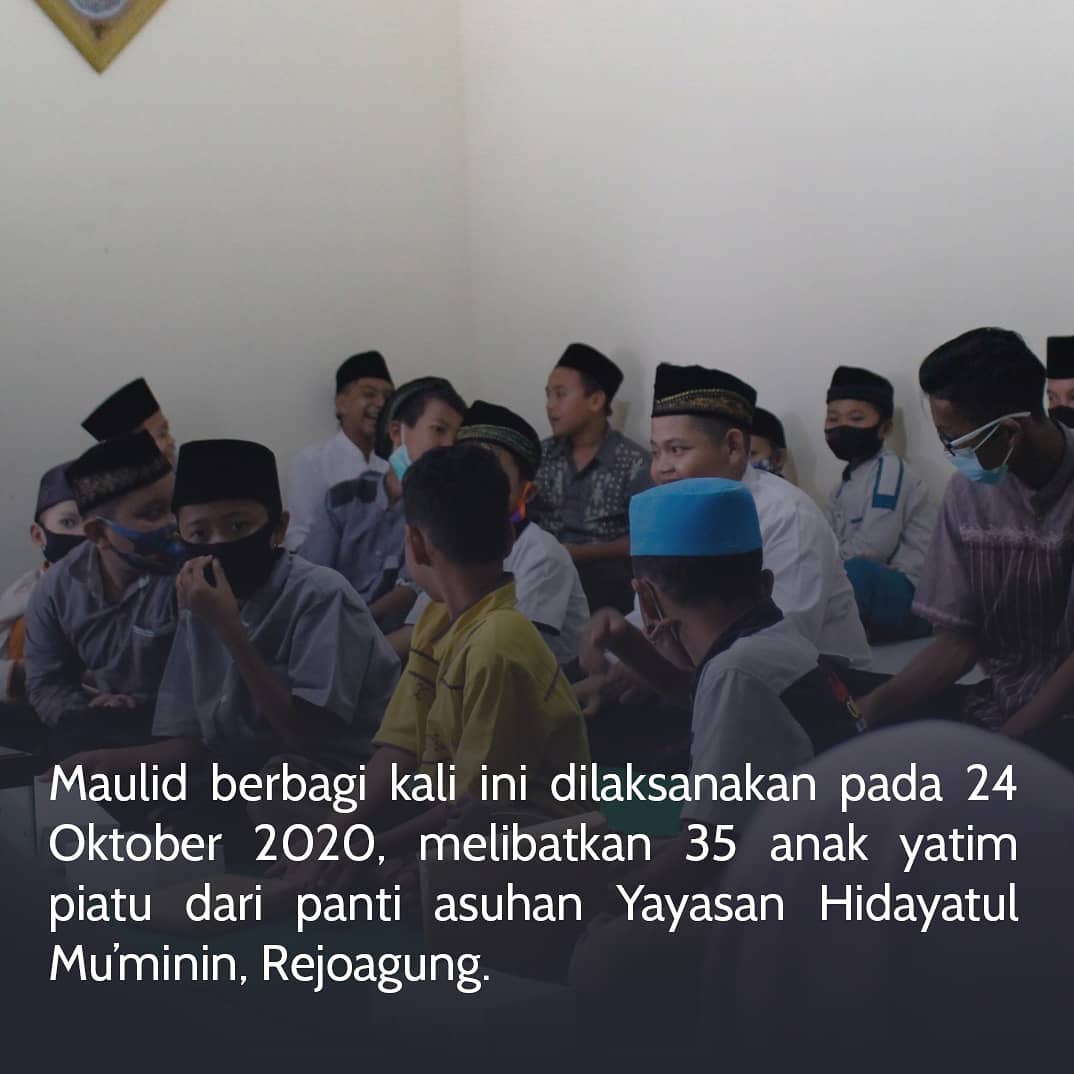 Maulid berbagi kali ini dilaksanakan pada 24
Oktober 2020, melibatkan 35 anak yatim
piatu dari panti asuhan Yayasan Hidayatul
Mu'minin, Rejoagung.